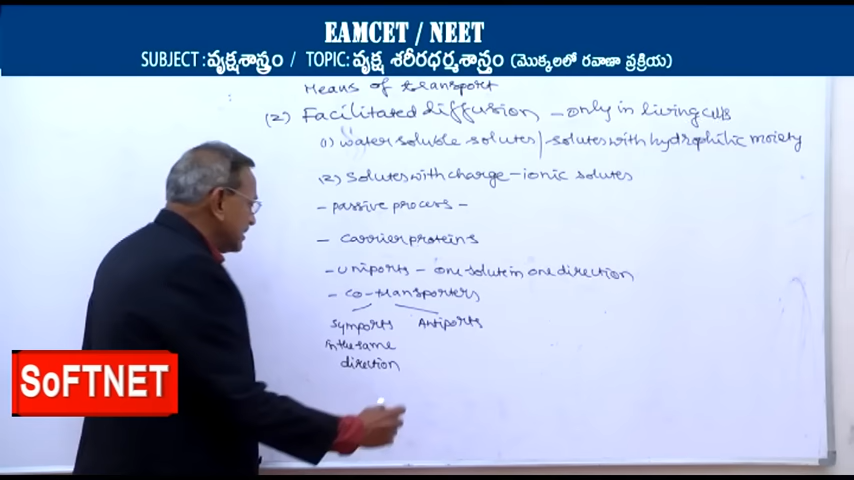 EAMCET / NEET
SUBJECT : వృక్షశాస్త్రం / TOPIC: వృక్ష శరీరధర్మశాస్త్రం (మొక్కలలో రవాణా ప్రక్రియ)
Means of transport
(2) Facilitated diffusion - only in living cells
(1) water soluble solutes / solutes with hydrophilic moiety
(2) solutes with charge - ionic solutes
- passive process -
- carrier proteins
- Uniports - one solute in one direction
- co-transporters
Symports Antiports
in the same
direction
SoFTNET